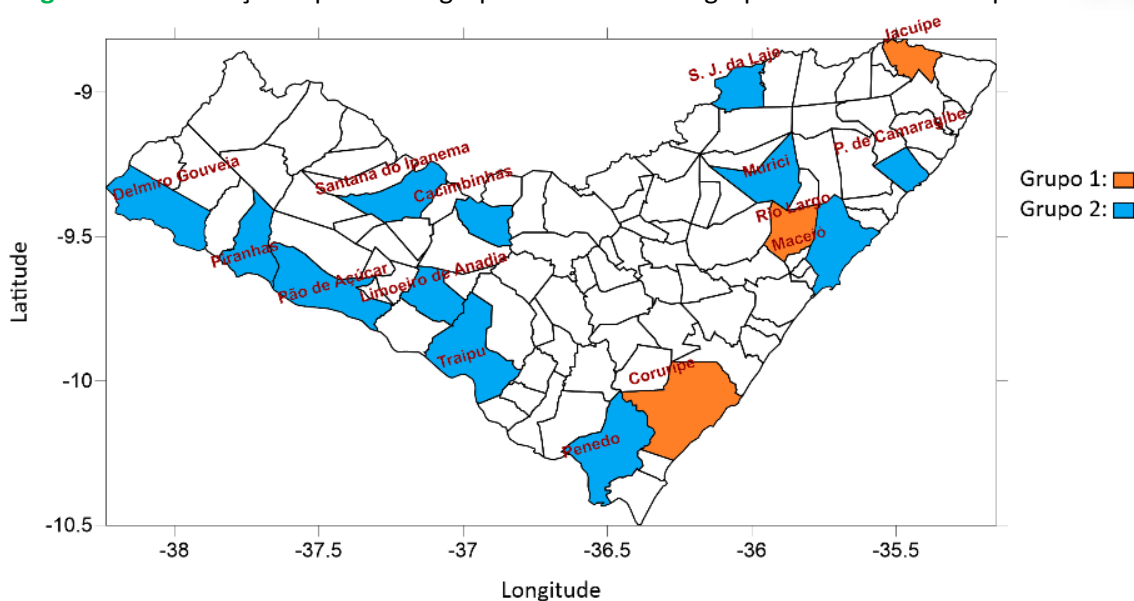 Jacuípe
S. J. da Laje
-9
P. de Camaragibe
Santana do Ipanema
Murici
Delmiro Gouveia
Cacimbinhas
Grupo 1:
Rio Largo
Grupo 2:
-9.5
Maceió
Piranhas
Limoeiro de Anadia
Pão de Açúcar
Latitude
Traipu
Coruripe
-10
Penedo
-10.5
-38
-37.5
-37
-36.5
-36
-35.5
Longitude